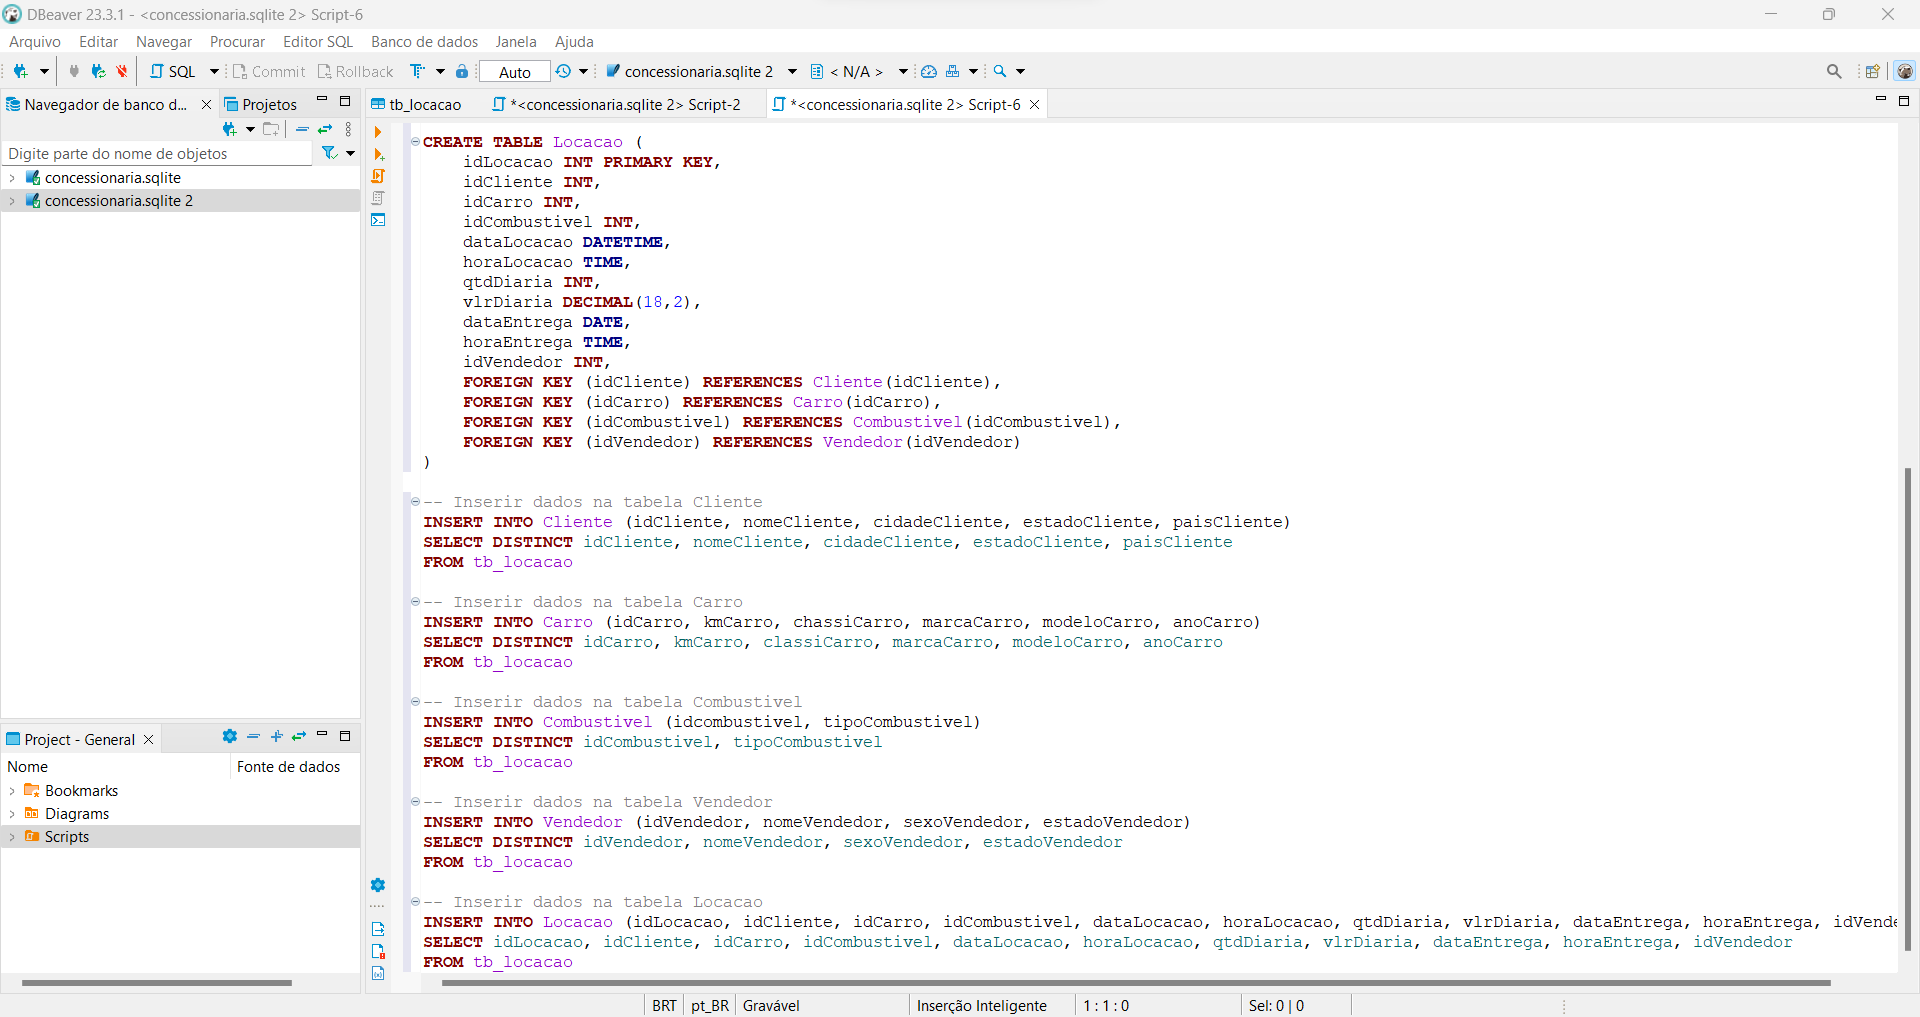 DBeaver 23.3.1 - <concessionaria.sqlite 2> Script-6
Arquivo Editar Navegar Procurar Editor SQL Banco de dados Janela Ajuda
SQL Commit Rollback Auto concessionaria.sqlite 2 < N/A >
Navegador de banco d... Projetos
tb_locacao *<concessionaria.sqlite 2> Script-2 *<concessionaria.sqlite 2> Script-6
Digite parte do nome de objetos
concessionaria.sqlite
concessionaria.sqlite 2
Project - General
Nome Fonte de dados
Bookmarks
Diagrams
Scripts
CREATE TABLE Locacao (
idLocacao INT PRIMARY KEY,
idCliente INT,
idCarro INT,
idCombustivel INT,
dataLocacao DATETIME,
horaLocacao TIME,
qtdDiaria INT,
vlrDiaria DECIMAL(18,2),
dataEntrega DATE,
horaEntrega TIME,
idVendedor INT,
FOREIGN KEY (idCliente) REFERENCES Cliente(idCliente),
FOREIGN KEY (idCarro) REFERENCES Carro(idCarro),
FOREIGN KEY (idCombustivel) REFERENCES Combustivel(idCombustivel),
FOREIGN KEY (idVendedor) REFERENCES Vendedor(idVendedor)
)
-- Inserir dados na tabela Cliente
INSERT INTO Cliente (idCliente, nomeCliente, cidadeCliente, estadoCliente, paisCliente)
SELECT DISTINCT idCliente, nomeCliente, cidadeCliente, estadoCliente, paisCliente
FROM tb_locacao
-- Inserir dados na tabela Carro
INSERT INTO Carro (idCarro, kmCarro, chassiCarro, marcaCarro, modeloCarro, anoCarro)
SELECT DISTINCT idCarro, kmCarro, classiCarro, marcaCarro, modeloCarro, anoCarro
FROM tb_locacao
-- Inserir dados na tabela Combustivel
INSERT INTO Combustivel (idcombustivel, tipoCombustivel)
SELECT DISTINCT idCombustivel, tipoCombustivel
FROM tb_locacao
-- Inserir dados na tabela Vendedor
INSERT INTO Vendedor (idVendedor, nomeVendedor, sexoVendedor, estadoVendedor)
SELECT DISTINCT idVendedor, nomeVendedor, sexoVendedor, estadoVendedor
FROM tb_locacao
-- Inserir dados na tabela Locacao
INSERT INTO Locacao (idLocacao, idCliente, idCarro, idCombustivel, dataLocacao, horaLocacao, qtdDiaria, vlrDiaria, dataEntrega, horaEntrega, idVende
SELECT idLocacao, idCliente, idCarro, idCombustivel, dataLocacao, horaLocacao, qtdDiaria, vlrDiaria, dataEntrega, horaEntrega, idVendedor
FROM tb_locacao
BRT pt_BR Gravável Inserção Inteligente 1 : 1 : 0 Sel: 0 | 0